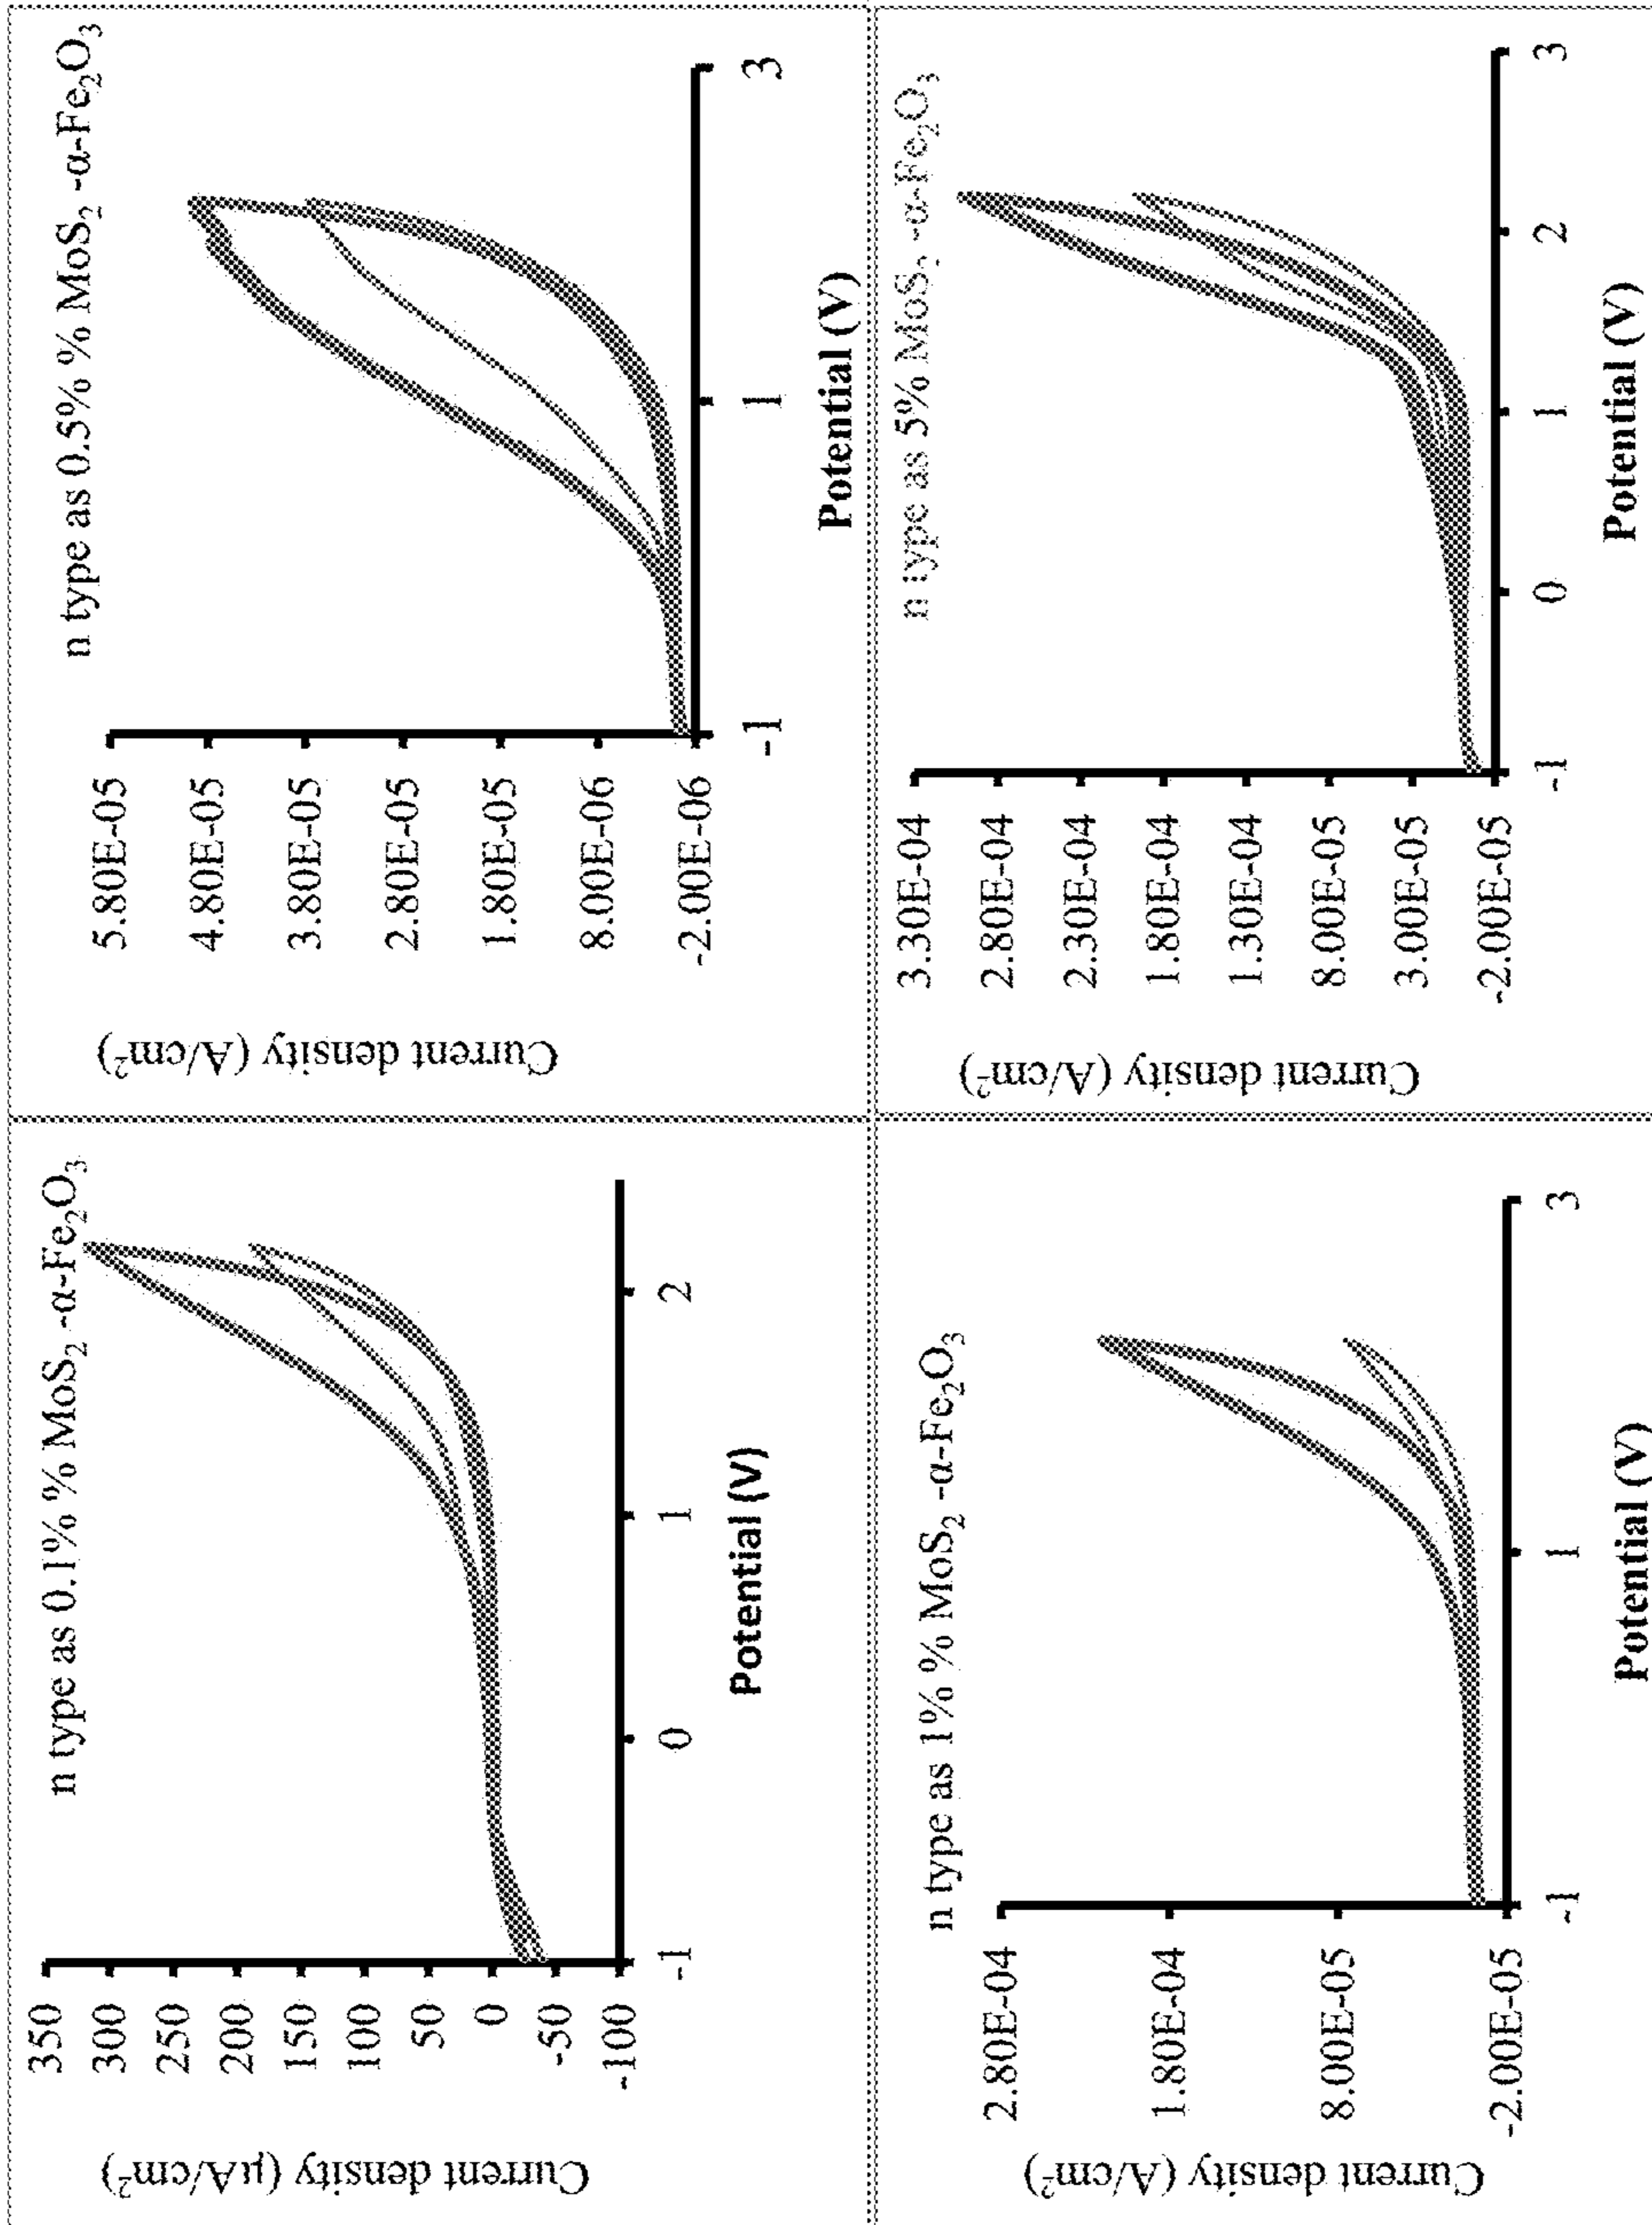 n type as 0.1% % MoS₂ -α-Fe₂O₃
Current density (μA/cm²)
350
300
250
200
150
100
50
0
-50
-100
-1
0
1
2
Potential (V)
n type as 0.5% % MoS₂ -α-Fe₂O₃
Current density (A/cm²)
5.80E-05
4.80E-05
3.80E-05
2.80E-05
1.80E-05
8.00E-06
-2.00E-06
-1
1
3
Potential (V)
n type as 1% % MoS₂ -α-Fe₂O₃
Current density (A/cm²)
2.80E-04
1.80E-04
8.00E-05
-2.00E-05
-1
1
3
Potential (V)
n type as 5% MoS₂ -α-Fe₂O₃
Current density (A/cm²)
3.30E-04
2.80E-04
2.30E-04
1.80E-04
1.30E-04
8.00E-05
3.00E-05
-2.00E-05
-1
0
1
2
3
Potential (V)